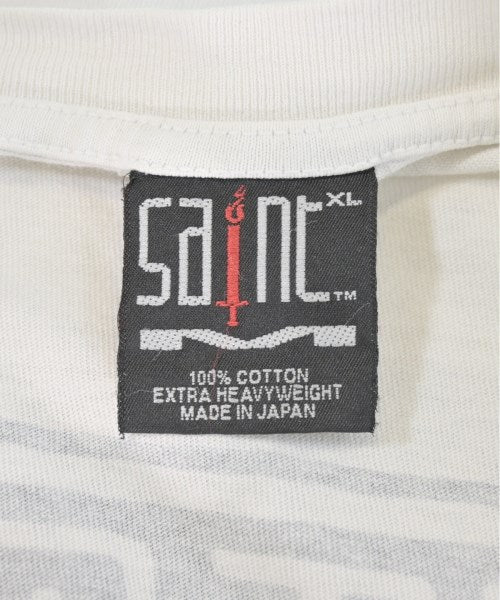 saint XL
TM
100% COTTON
EXTRA HEAVYWEIGHT
MADE IN JAPAN